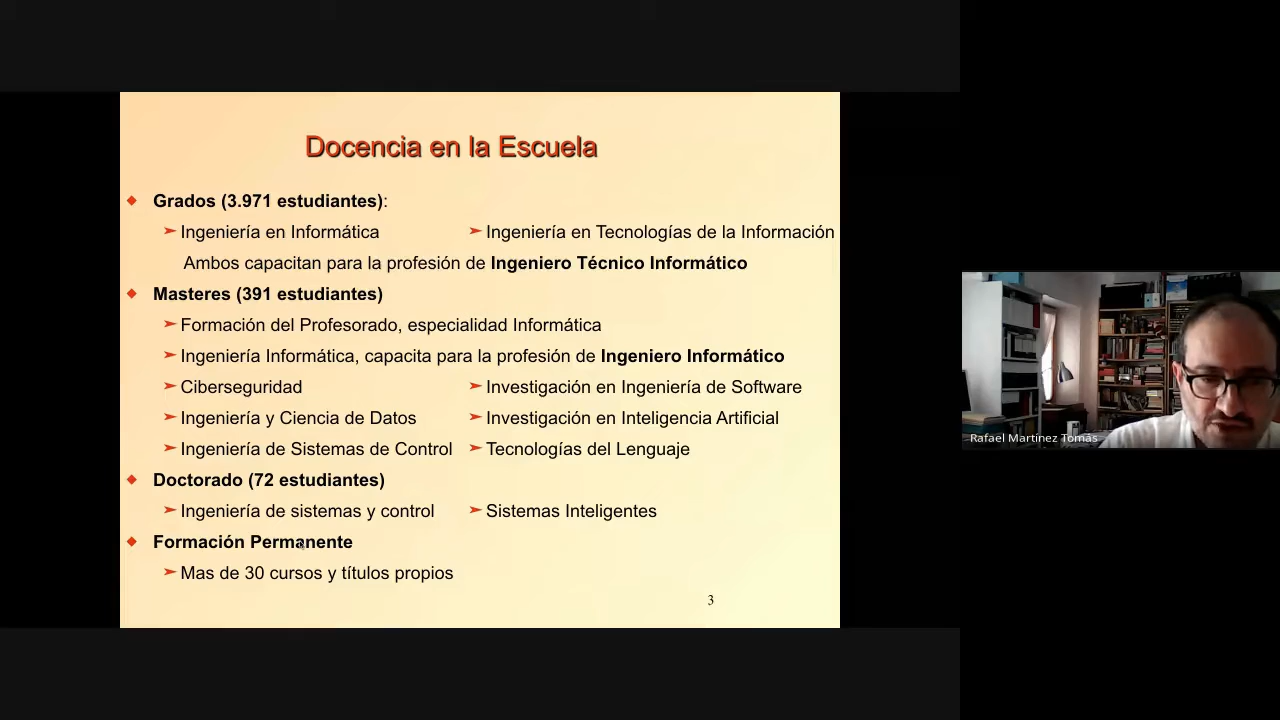 Docencia en la Escuela
Grados (3.971 estudiantes):
Ingeniería en Informática
Ingeniería en Tecnologías de la Información
Ambos capacitan para la profesión de Ingeniero Técnico Informático
Masteres (391 estudiantes)
Formación del Profesorado, especialidad Informática
Ingeniería Informática, capacita para la profesión de Ingeniero Informático
Ciberseguridad
Investigación en Ingeniería de Software
Ingeniería y Ciencia de Datos
Investigación en Inteligencia Artificial
Ingeniería de Sistemas de Control
Tecnologías del Lenguaje
Doctorado (72 estudiantes)
Ingeniería de sistemas y control
Sistemas Inteligentes
Formación Permanente
Mas de 30 cursos y títulos propios
3
Rafael Martínez Tomás